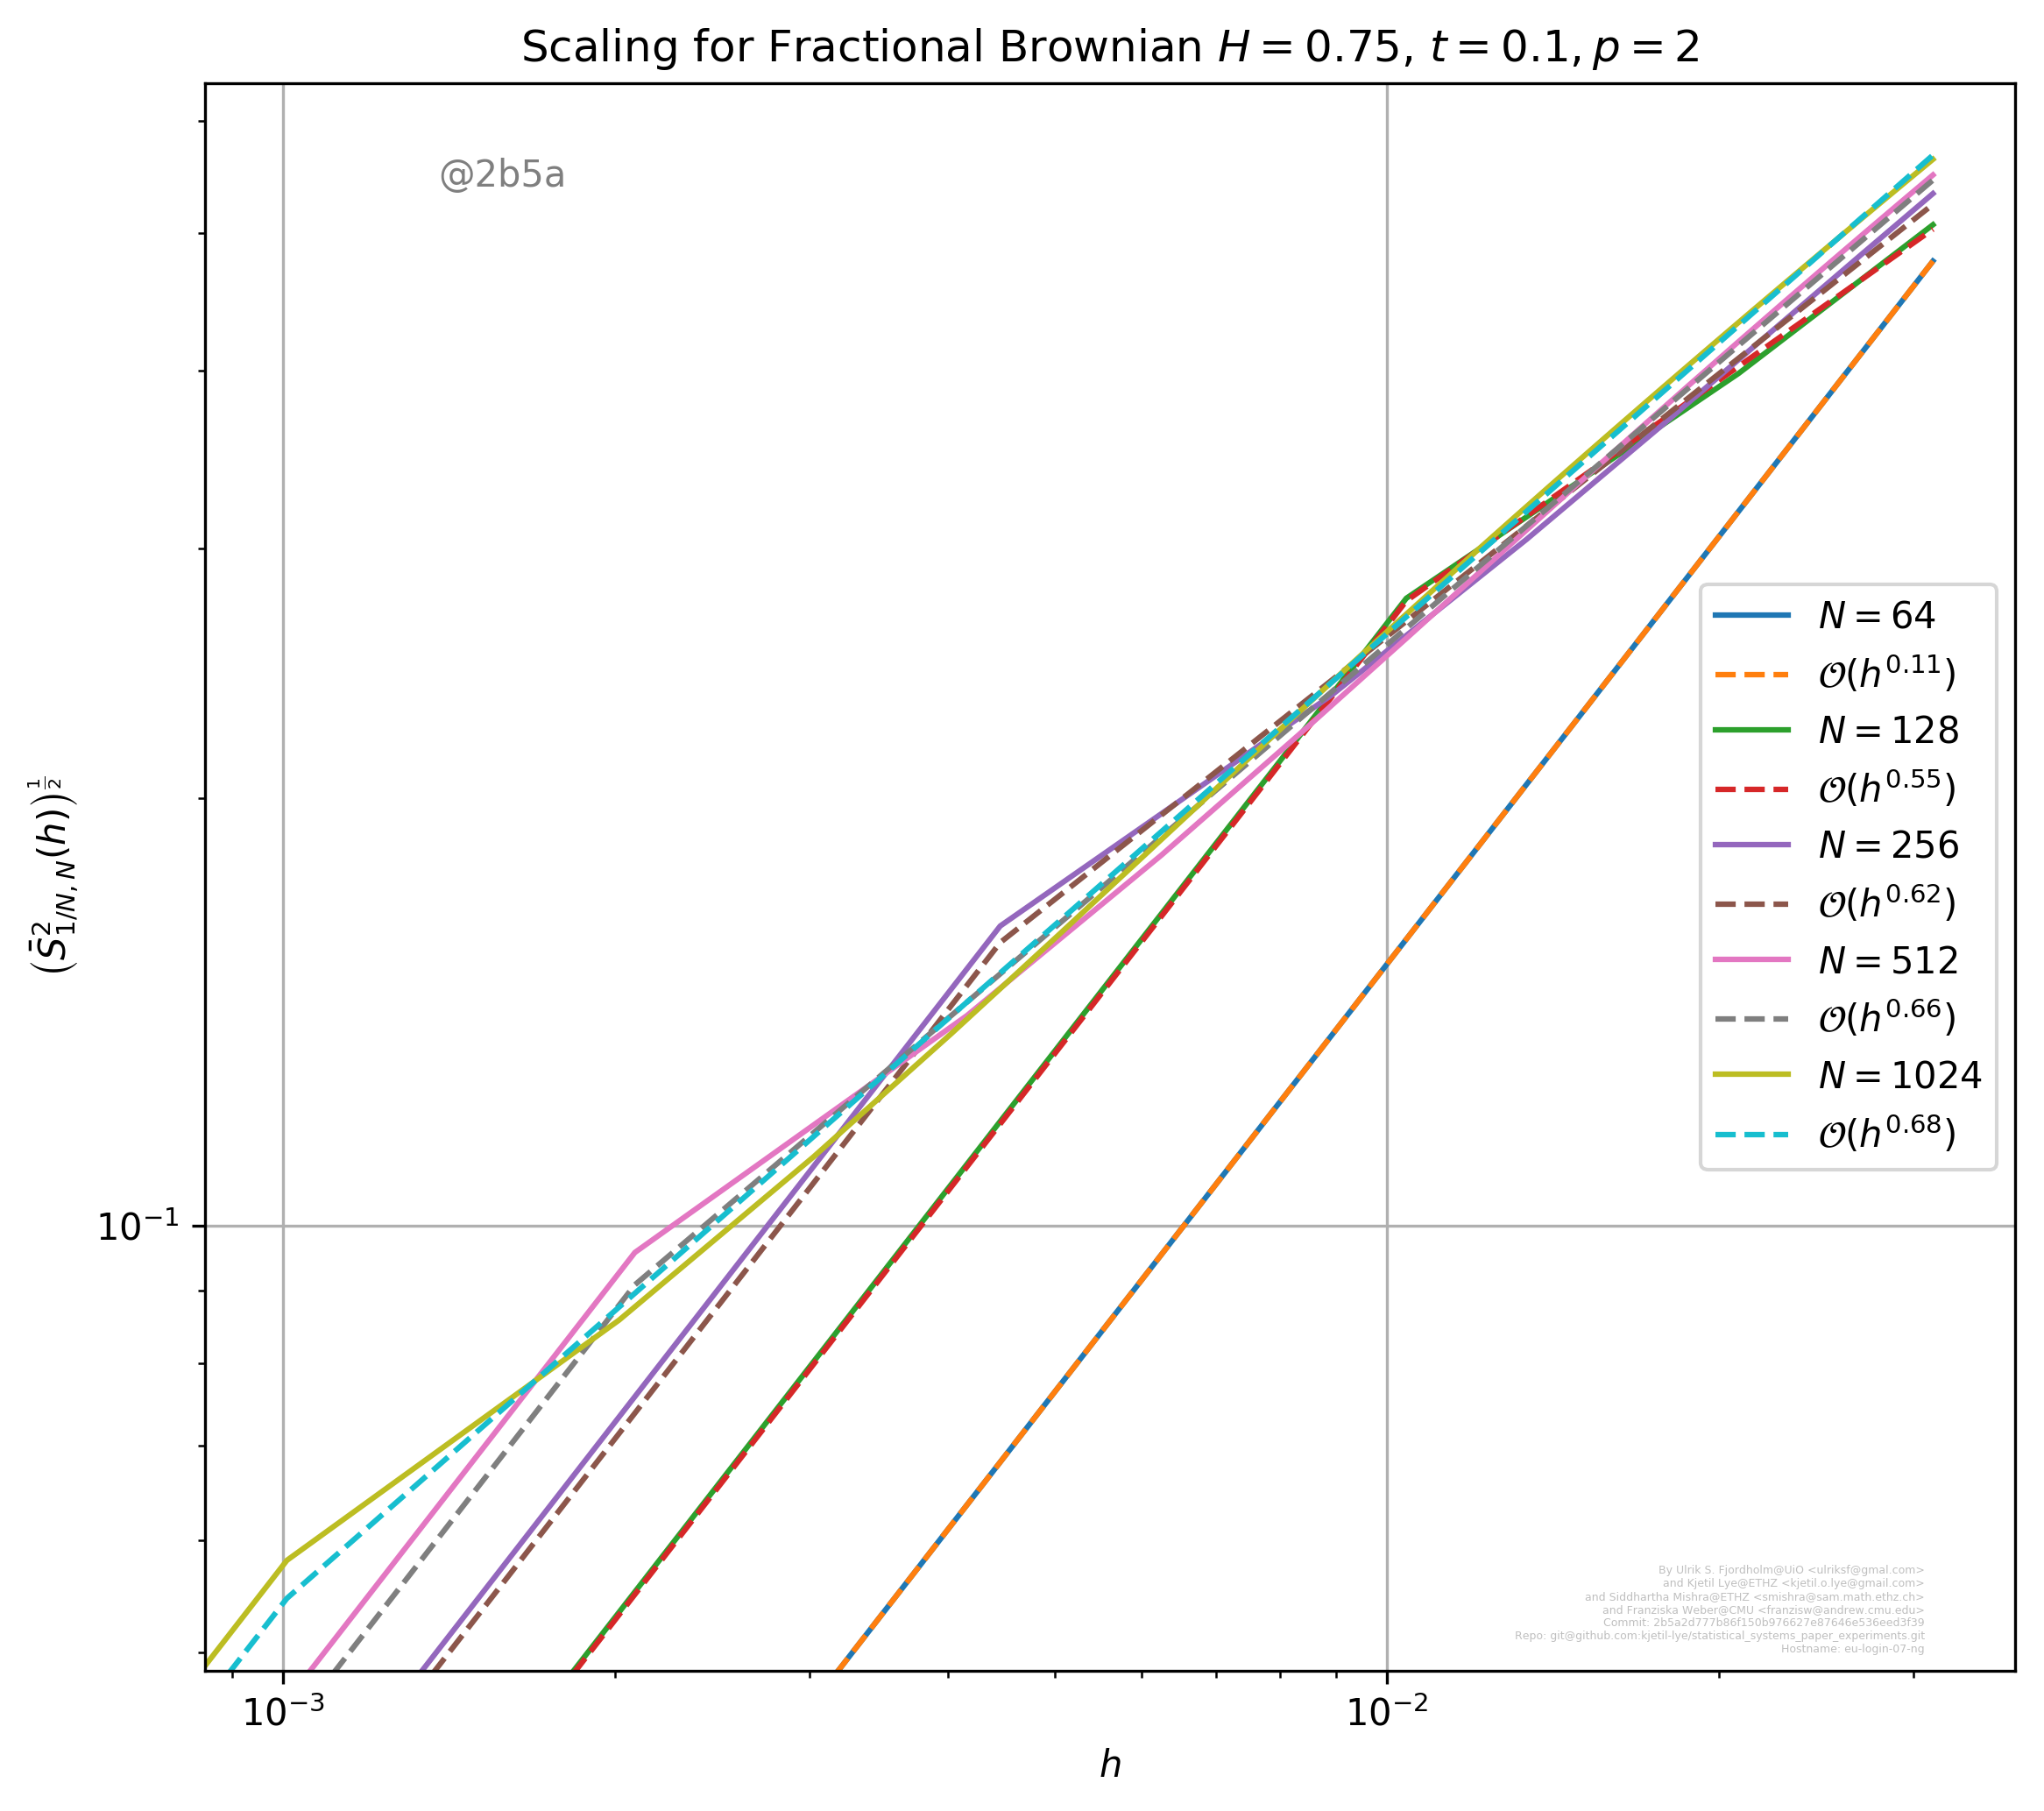 Scaling for Fractional Brownian H = 0.75, t = 0.1, p = 2
@2b5a
(S̄²_{1/N, N}(h))^{1/2}
10⁻¹
N = 64
𝒪(h^{0.11})
N = 128
𝒪(h^{0.55})
N = 256
𝒪(h^{0.62})
N = 512
𝒪(h^{0.66})
N = 1024
𝒪(h^{0.68})
By Ulrik S. Fjordholm@UiO <ulriksf@gmal.com>
and Kjetil Lye@ETHZ <kjetil.o.lye@gmail.com>
and Siddhartha Mishra@ETHZ <smishra@sam.math.ethz.ch>
and Franziska Weber@CMU <franzisw@andrew.cmu.edu>
Commit: 2b5a2d777b86f150b976627e87646e536eed3f39
Repo: git@github.com:kjetil-lye/statistical_systems_paper_experiments.git
Hostname: eu-login-07-ng
10⁻³
10⁻²
h